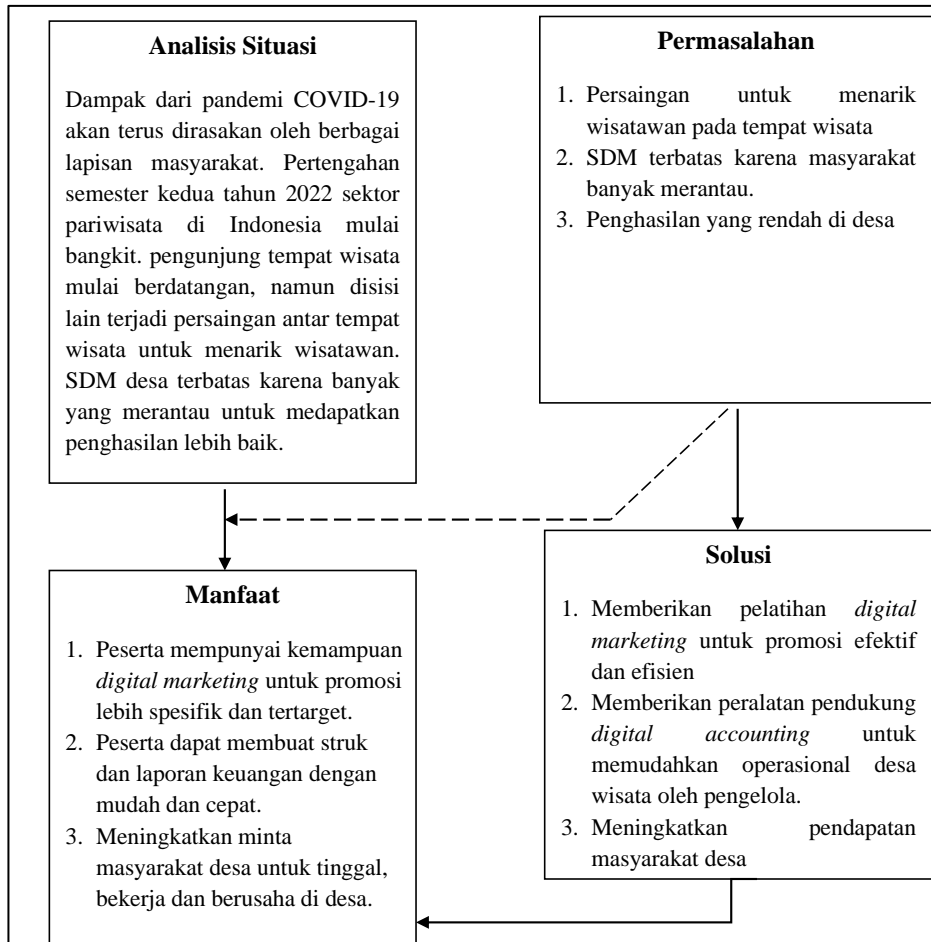 Analisis Situasi
Dampak dari pandemi COVID-19
akan terus dirasakan oleh berbagai
lapisan masyarakat. Pertengahan
semester kedua tahun 2022 sektor
pariwisata di Indonesia mulai
bangkit. pengunjung tempat wisata
mulai berdatangan, namun disisi
lain terjadi persaingan antar tempat
wisata untuk menarik wisatawan.
SDM desa terbatas karena banyak
yang merantau untuk medapatkan
penghasilan lebih baik.
Permasalahan
1. Persaingan untuk menarik
wisatawan pada tempat wisata
2. SDM terbatas karena masyarakat
banyak merantau.
3. Penghasilan yang rendah di desa
Manfaat
1. Peserta mempunyai kemampuan
digital marketing untuk promosi
lebih spesifik dan tertarget.
2. Peserta dapat membuat struk
dan laporan keuangan dengan
mudah dan cepat.
3. Meningkatkan minta
masyarakat desa untuk tinggal,
bekerja dan berusaha di desa.
Solusi
1. Memberikan pelatihan digital
marketing untuk promosi efektif
dan efisien
2. Memberikan peralatan pendukung
digital accounting untuk
memudahkan operasional desa
wisata oleh pengelola.
3. Meningkatkan pendapatan
masyarakat desa